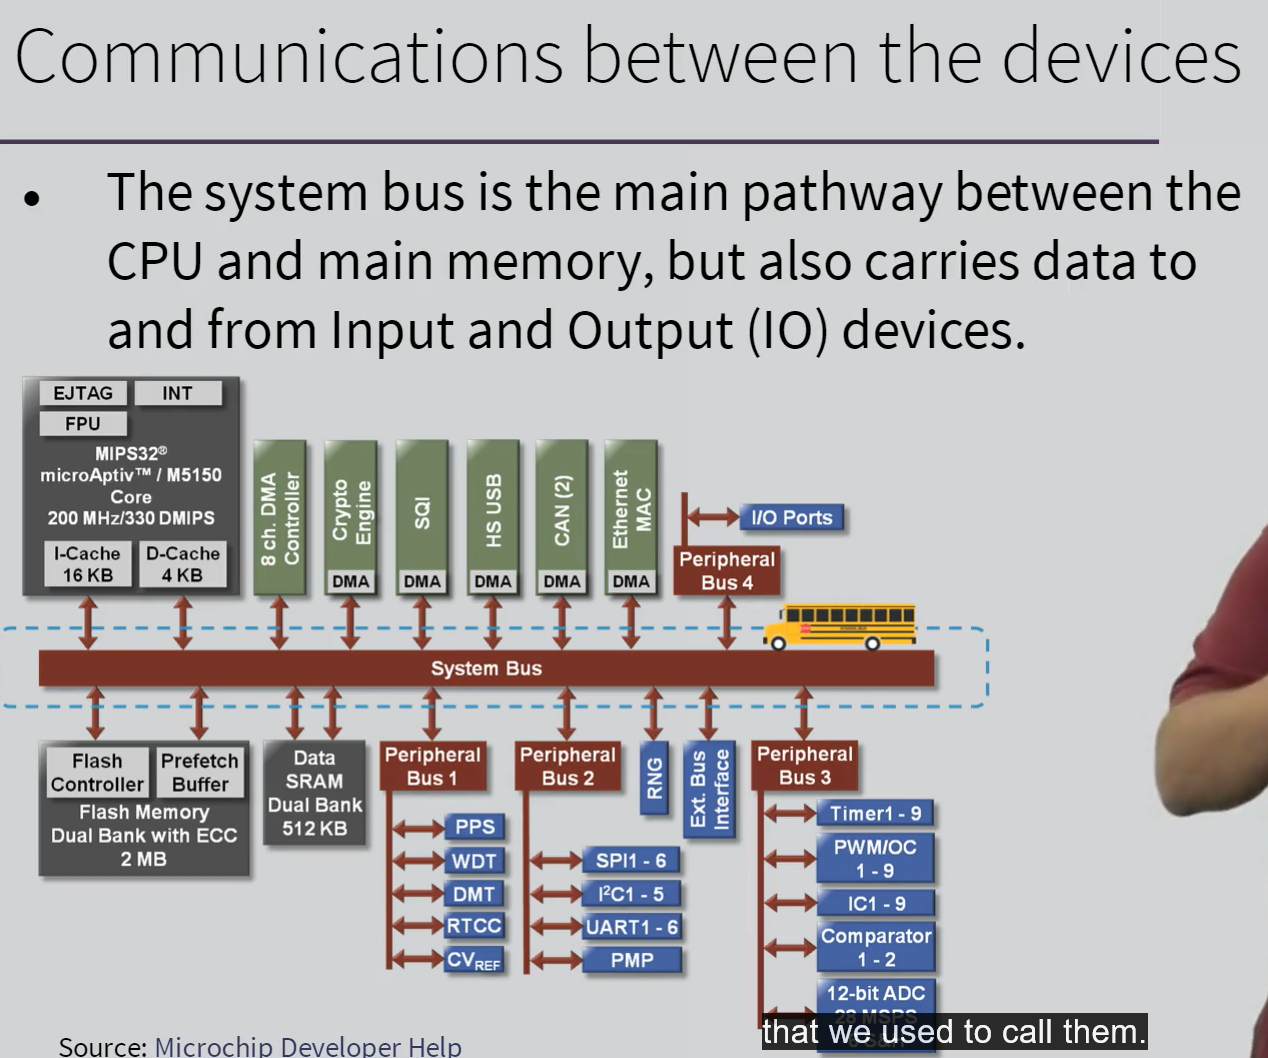 Communications between the devices
• The system bus is the main pathway between the
CPU and main memory, but also carries data to
and from Input and Output (IO) devices.
EJTAG
INT
FPU
MIPS32®
microAptiv™ / M5150
Core
200 MHz/330 DMIPS
I-Cache
16 KB
D-Cache
4 KB
8 ch. DMA
Controller
Crypto
Engine
DMA
SQI
DMA
HS USB
DMA
CAN (2)
DMA
Ethernet
MAC
DMA
I/O Ports
Peripheral
Bus 4
System Bus
Flash
Controller
Prefetch
Buffer
Flash Memory
Dual Bank with ECC
2 MB
Data
SRAM
Dual Bank
512 KB
Peripheral
Bus 1
PPS
WDT
DMT
RTCC
CVREF
Peripheral
Bus 2
SPI1 - 6
I²C1 - 5
UART1 - 6
PMP
RNG
Ext. Bus
Interface
Peripheral
Bus 3
Timer1 - 9
PWM/OC
1 - 9
IC1 - 9
Comparator
1 - 2
12-bit ADC
28 MSPS
that we used to call them.
Source: Microchip Developer Help